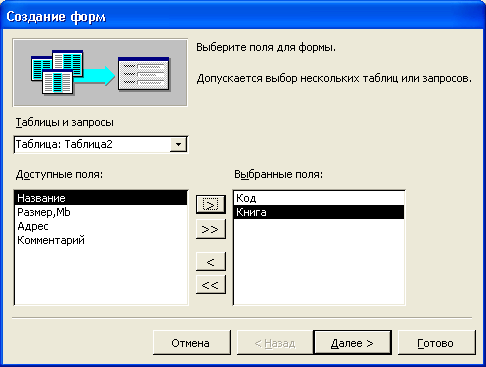 Создание форм
Выберите поля для формы.
Допускается выбор нескольких таблиц или запросов.
Таблицы и запросы
Таблица: Таблица2
Доступные поля:
Выбранные поля:
Название
Размер,Mb
Адрес
Комментарий
>
>>
<
<<
Код
Книга
Отмена
< Назад
Далее >
Готово